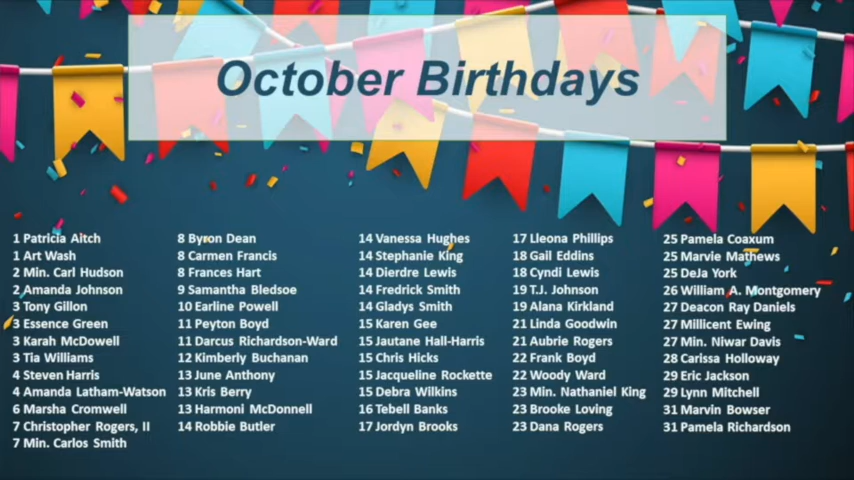 October Birthdays
1 Patricia Aitch
1 Art Wash
2 Min. Carl Hudson
2 Amanda Johnson
3 Tony Gillon
3 Essence Green
3 Karah McDowell
3 Tia Williams
4 Steven Harris
4 Amanda Latham-Watson
6 Marsha Cromwell
7 Christopher Rogers, II
7 Min. Carlos Smith
8 Byron Dean
8 Carmen Francis
8 Frances Hart
9 Samantha Bledsoe
10 Earline Powell
11 Peyton Boyd
11 Darcus Richardson-Ward
12 Kimberly Buchanan
13 June Anthony
13 Kris Berry
13 Harmoni McDonnell
14 Robbie Butler
14 Vanessa Hughes
14 Stephanie King
14 Dierdre Lewis
14 Fredrick Smith
14 Gladys Smith
15 Karen Gee
15 Jautane Hall-Harris
15 Chris Hicks
15 Jacqueline Rockette
15 Debra Wilkins
16 Tebell Banks
17 Jordyn Brooks
17 Lleona Phillips
18 Gail Eddins
18 Cyndi Lewis
19 T.J. Johnson
19 Alana Kirkland
21 Linda Goodwin
21 Aubrie Rogers
22 Frank Boyd
22 Woody Ward
23 Min. Nathaniel King
23 Brooke Loving
23 Dana Rogers
25 Pamela Coaxum
25 Marvie Mathews
25 DeJa York
26 William A. Montgomery
27 Deacon Ray Daniels
27 Millicent Ewing
27 Min. Niwar Davis
28 Carissa Holloway
29 Eric Jackson
29 Lynn Mitchell
31 Marvin Bowser
31 Pamela Richardson